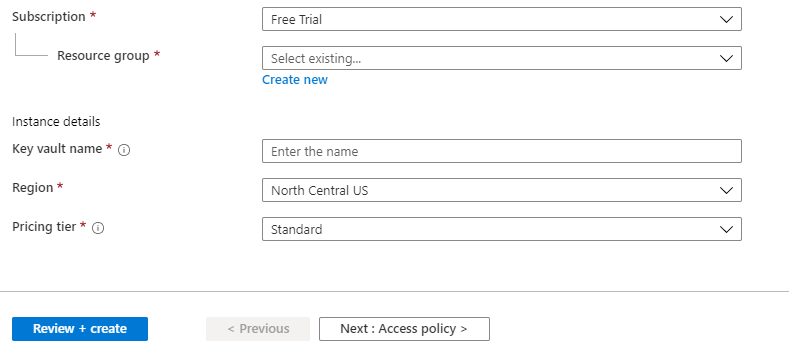 Subscription *
Free Trial
Resource group *
Select existing...
Create new
Instance details
Key vault name *
Enter the name
Region *
North Central US
Pricing tier *
Standard
Review + create
< Previous
Next : Access policy >